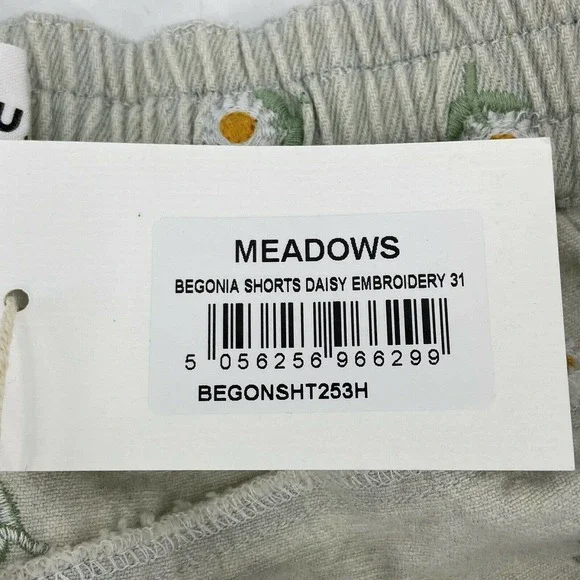 U
MEADOWS
BEGONIA SHORTS DAISY EMBROIDERY 31
5 056256 966299
BEGONSHT253H